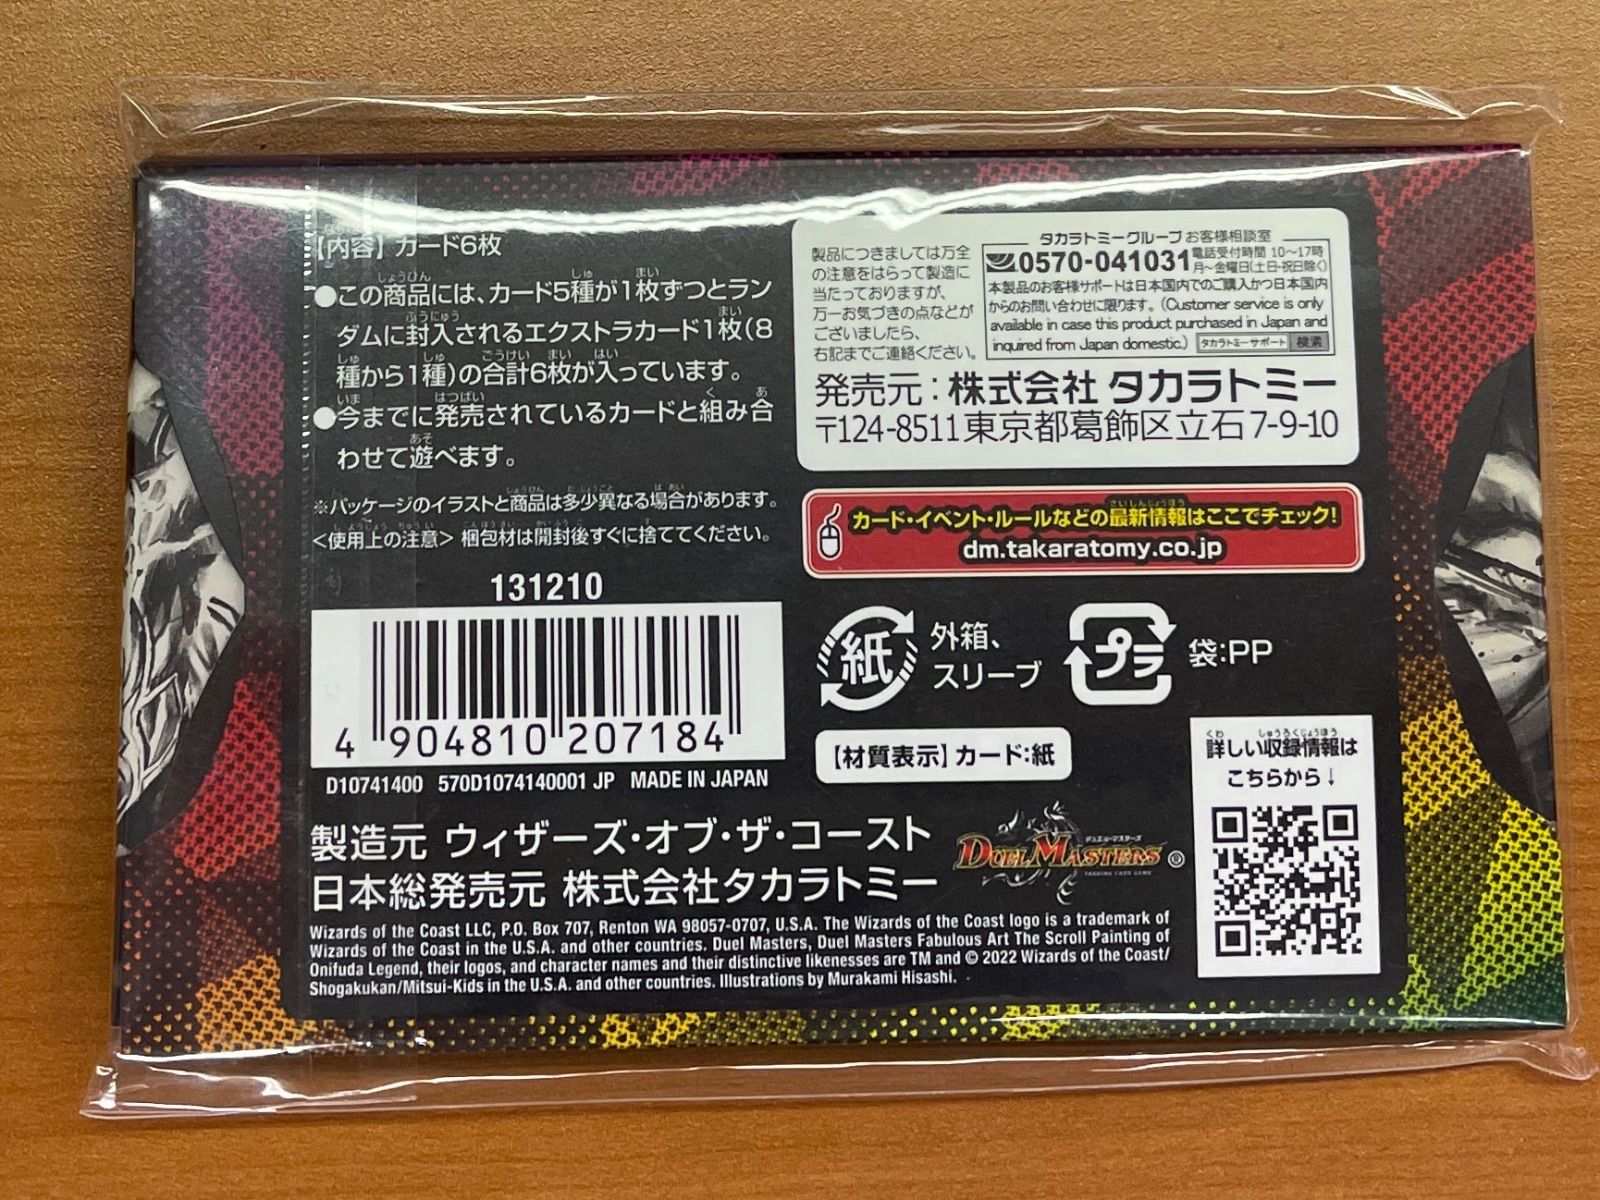 【内容】カード6枚
●この商品には、カード5種が1枚ずつとラン
ダムに封入されるエクストラカード1枚(8
種から1種)の合計6枚が入っています。
●今までに発売されているカードと組み合
わせて遊べます。
※パッケージのイラストと商品は多少異なる場合があります。
<使用上の注意> 梱包材は開封後すぐに捨ててください。
131210
4 904810 207184
D10741400 570D1074140001 JP MADE IN JAPAN
製造元 ウィザーズ・オブ・ザ・コースト
日本総発売元 株式会社タカラトミー
Wizards of the Coast LLC, P.O. Box 707, Renton WA 98057-0707, U.S.A. The Wizards of the Coast logo is a trademark of
Wizards of the Coast in the U.S.A. and other countries. Duel Masters, Duel Masters Fabulous Art The Scroll Painting of
Onifuda Legend, their logos, and character names and their distinctive likenesses are TM and © 2022 Wizards of the Coast/
Shogakukan/Mitsui-Kids in the U.S.A. and other countries. Illustrations by Murakami Hisashi.
製品につきましては万全
の注意をはらって製造に
当たっておりますが、
万一お気づきの点などが
ございましたら、
右記までご連絡ください。
タカラトミーグループ お客様相談室
0570-041031 電話受付時間 10〜17時
月〜金曜日(土日・祝日除く)
本製品のお客様サポートは日本国内でのご購入かつ日本国内
からのお問い合わせに限ります。(Customer service is only
available in case this product purchased in Japan and
inquired from Japan domestic.) タカラトミーサポート 検索
発売元:株式会社 タカラトミー
〒124-8511 東京都葛飾区立石7-9-10
カード・イベント・ルールなどの最新情報はここでチェック!
dm.takaratomy.co.jp
紙 外箱、
スリーブ
プラ 袋:PP
【材質表示】カード:紙
デュエル・マスターズ
DUEL MASTERS ®
TRADING CARD GAME
詳しい収録情報は
こちらから↓